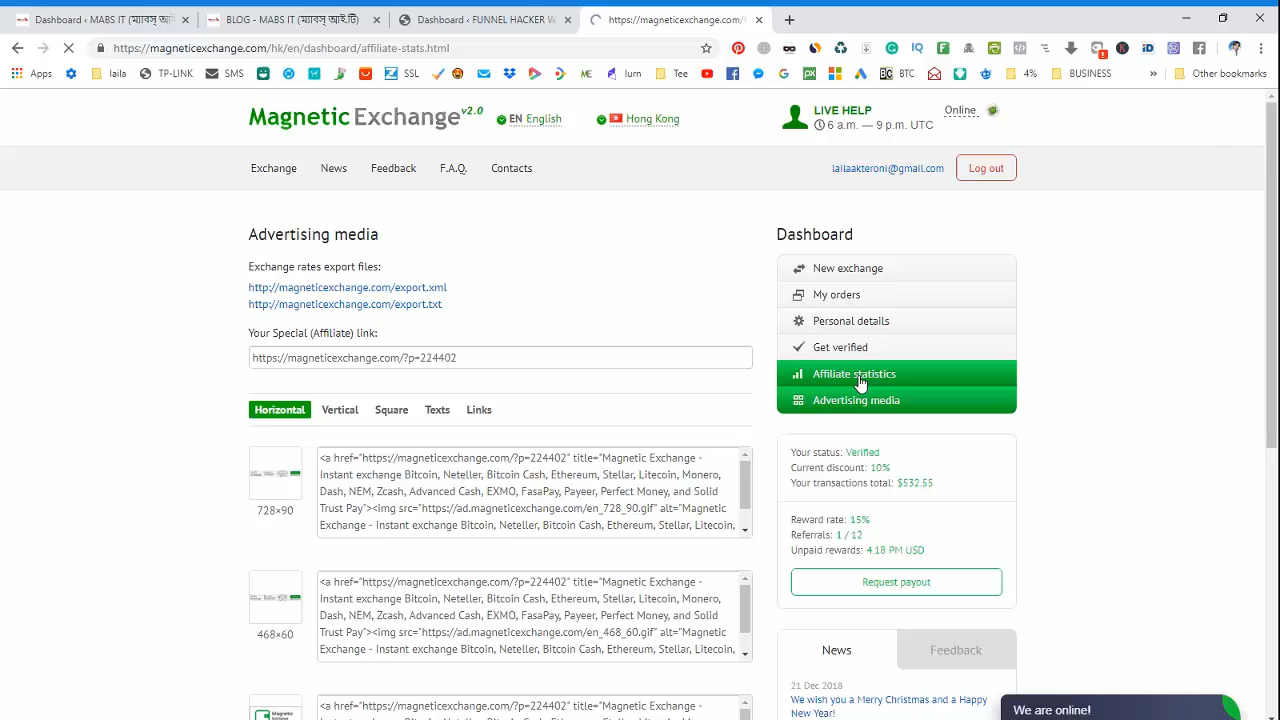 Dashboard ‹ MABS IT (ম্যাবস্ আই.টি
BLOG - MABS IT (ম্যাবস্ আই.টি)
Dashboard ‹ FUNNEL HACKER W
https://magneticexchange.com/
https://magneticexchange.com/hk/en/dashboard/affiliate-stats.html
Apps
laila
TP-LINK
SMS
SSL
lurn
Tee
BTC
4%
BUSINESS
Other bookmarks
Magnetic Exchange v2.0
EN English
Hong Kong
LIVE HELP
6 a.m. — 9 p.m. UTC
Online
Exchange
News
Feedback
F.A.Q.
Contacts
lailaakteroni@gmail.com
Log out
Advertising media
Exchange rates export files:
http://magneticexchange.com/export.xml
http://magneticexchange.com/export.txt
Your Special (Affiliate) link:
https://magneticexchange.com/?p=224402
Horizontal
Vertical
Square
Texts
Links
728×90
<a href="https://magneticexchange.com/?p=224402" title="Magnetic Exchange -
Instant exchange Bitcoin, Neteller, Bitcoin Cash, Ethereum, Stellar, Litecoin, Monero,
Dash, NEM, Zcash, Advanced Cash, EXMO, FasaPay, Payeer, Perfect Money, and Solid
Trust Pay"><img src="https://ad.magneticexchange.com/en_728_90.gif" alt="Magnetic
Exchange - Instant exchange Bitcoin, Neteller, Bitcoin Cash, Ethereum, Stellar, Litecoin,
468×60
<a href="https://magneticexchange.com/?p=224402" title="Magnetic Exchange -
Instant exchange Bitcoin, Neteller, Bitcoin Cash, Ethereum, Stellar, Litecoin, Monero,
Dash, NEM, Zcash, Advanced Cash, EXMO, FasaPay, Payeer, Perfect Money, and Solid
Trust Pay"><img src="https://ad.magneticexchange.com/en_468_60.gif" alt="Magnetic
Exchange - Instant exchange Bitcoin, Neteller, Bitcoin Cash, Ethereum, Stellar, Litecoin,
<a href="https://magneticexchange.com/?p=224402" title="Magnetic Exchange -
Dashboard
New exchange
My orders
Personal details
Get verified
Affiliate statistics
Advertising media
Your status: Verified
Current discount: 10%
Your transactions total: $532.55
Reward rate: 15%
Referrals: 1 / 12
Unpaid rewards: 4.18 PM USD
Request payout
News
Feedback
21 Dec 2018
We wish you a Merry Christmas and a Happy
New Year!
We are online!